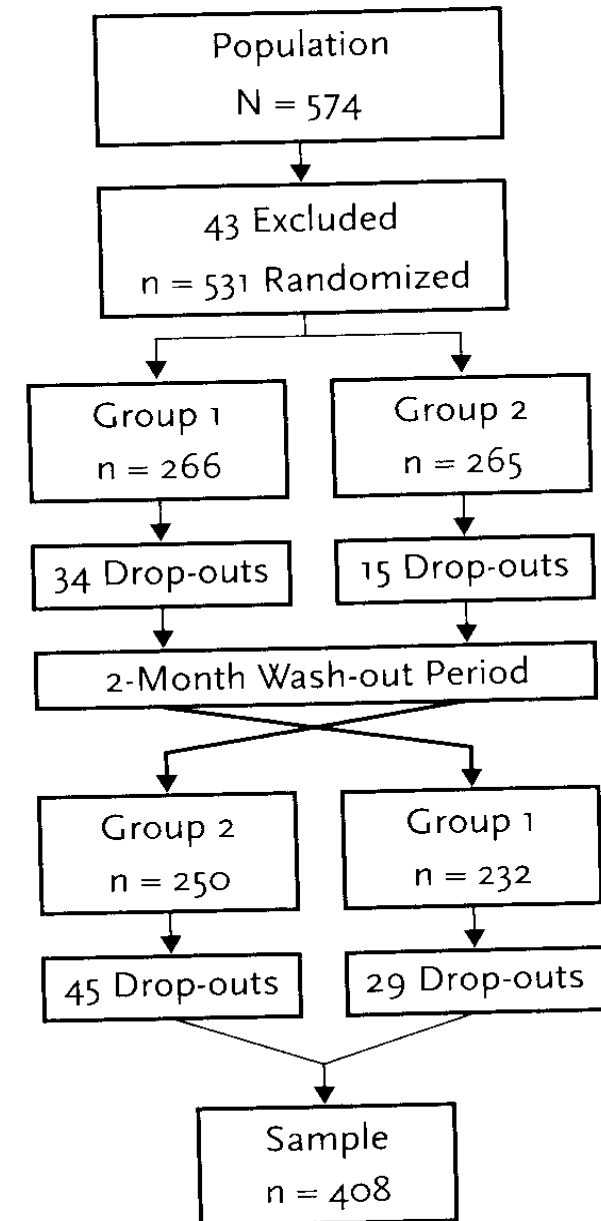 Population
N = 574
43 Excluded
n = 531 Randomized
Group 1
n = 266
Group 2
n = 265
34 Drop-outs
15 Drop-outs
2-Month Wash-out Period
Group 2
n = 250
Group 1
n = 232
45 Drop-outs
29 Drop-outs
Sample
n = 408